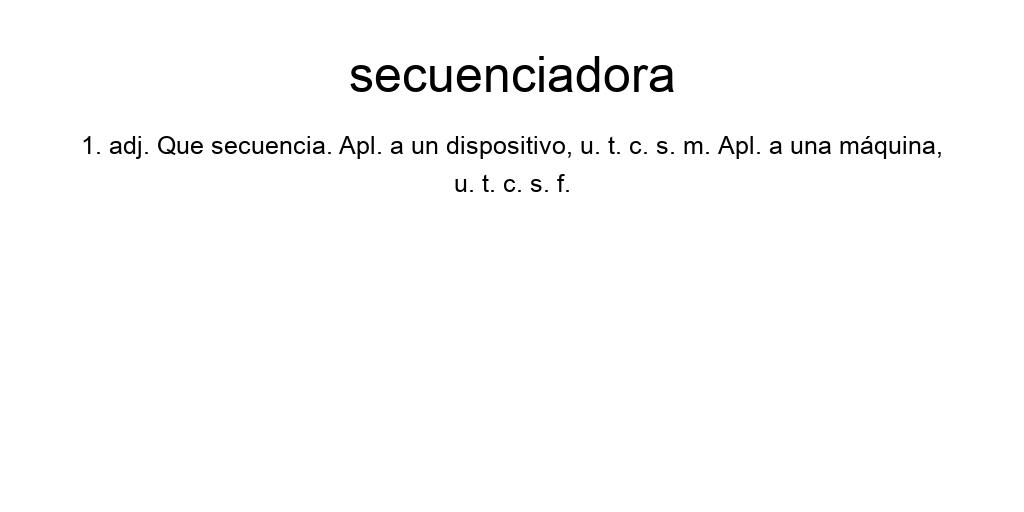 secuenciadora
1. adj. Que secuencia. Apl. a un dispositivo, u. t. c. s. m. Apl. a una máquina,
u. t. c. s. f.